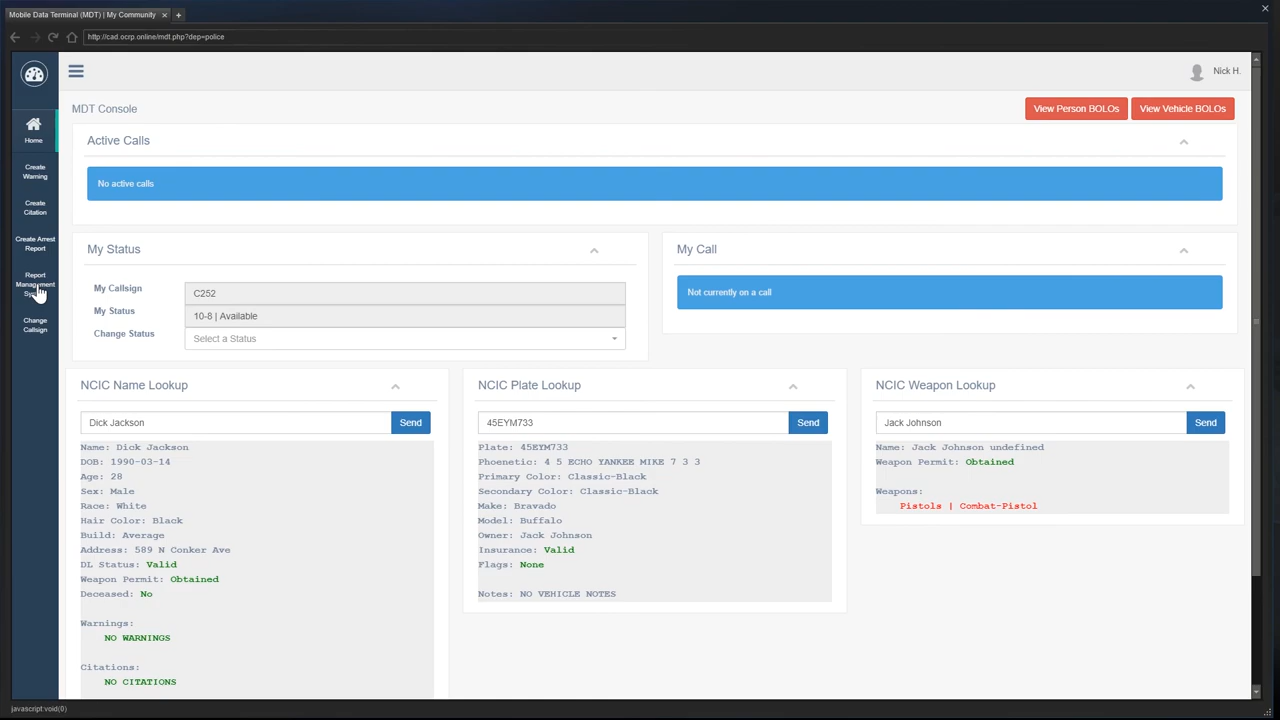 Mobile Data Terminal (MDT) | My Community
http://cad.ocrp.online/mdt.php?dep=police
Nick H.
Home
Create
Warning
Create
Citation
Create Arrest
Report
Report
Management
Change
Callsign
MDT Console
View Person BOLOs
View Vehicle BOLOs
Active Calls
No active calls
My Status
My Callsign
C252
My Status
10-8 | Available
Change Status
Select a Status
My Call
Not currently on a call
NCIC Name Lookup
Dick Jackson
Send
Name: Dick Jackson
DOB: 1990-03-14
Age: 28
Sex: Male
Race: White
Hair Color: Black
Build: Average
Address: 589 N Conker Ave
DL Status: Valid
Weapon Permit: Obtained
Deceased: No
Warnings:
NO WARNINGS
Citations:
NO CITATIONS
NCIC Plate Lookup
45EYM733
Send
Plate: 45EYM733
Phoenetic: 4 5 ECHO YANKEE MIKE 7 3 3
Primary Color: Classic-Black
Secondary Color: Classic-Black
Make: Bravado
Model: Buffalo
Owner: Jack Johnson
Insurance: Valid
Flags: None
Notes: NO VEHICLE NOTES
NCIC Weapon Lookup
Jack Johnson
Send
Name: Jack Johnson undefined
Weapon Permit: Obtained
Weapons:
Pistols | Combat-Pistol
javascript:void(0)